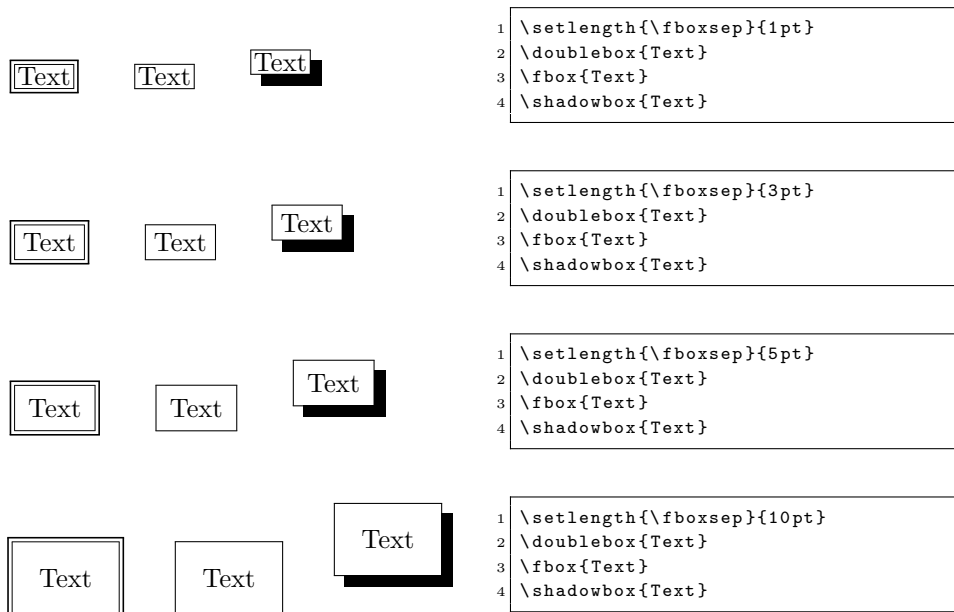 Text Text Text
1 \setlength{\fboxsep}{1pt}
2 \doublebox{Text}
3 \fbox{Text}
4 \shadowbox{Text}
Text Text Text
1 \setlength{\fboxsep}{3pt}
2 \doublebox{Text}
3 \fbox{Text}
4 \shadowbox{Text}
Text Text Text
1 \setlength{\fboxsep}{5pt}
2 \doublebox{Text}
3 \fbox{Text}
4 \shadowbox{Text}
Text Text Text
1 \setlength{\fboxsep}{10pt}
2 \doublebox{Text}
3 \fbox{Text}
4 \shadowbox{Text}